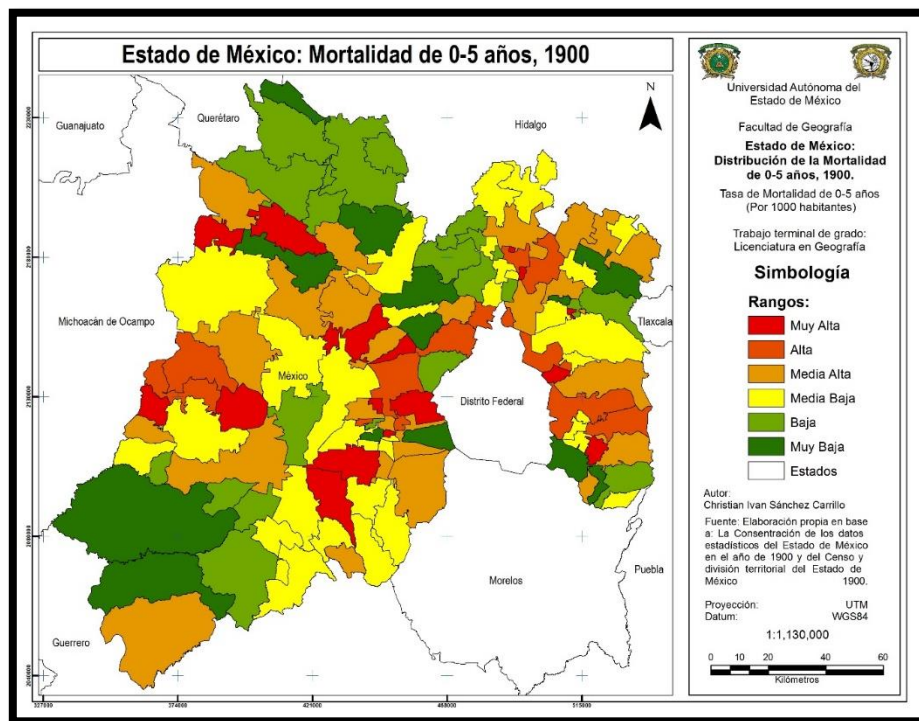 Estado de México: Mortalidad de 0-5 años, 1900
N
Guanajuato
Querétaro
Hidalgo
Michoacán de Ocampo
Tlaxcala
México
Distrito Federal
Morelos
Puebla
Guerrero
2130000
374000
468000
Universidad Autónoma del
Estado de México
Facultad de Geografía
Estado de México:
Distribución de la Mortalidad
de 0-5 años, 1900.
Tasa de Mortalidad de 0-5 años
(Por 1000 habitantes)
Trabajo terminal de grado:
Licenciatura en Geografía
Simbología
Rangos:
Muy Alta
Alta
Media Alta
Media Baja
Baja
Muy Baja
Estados
Autor:
Christian Ivan Sánchez Carrillo
Fuente: Elaboración propia en base
a: La Consentración de los datos
estadísticos del Estado de México
en el año de 1900 y del Censo y
división territorial del Estado de
México 1900.
Proyección: UTM
Datum: WGS84
1:1,130,000
0 10 20 40 60
Kilómetros